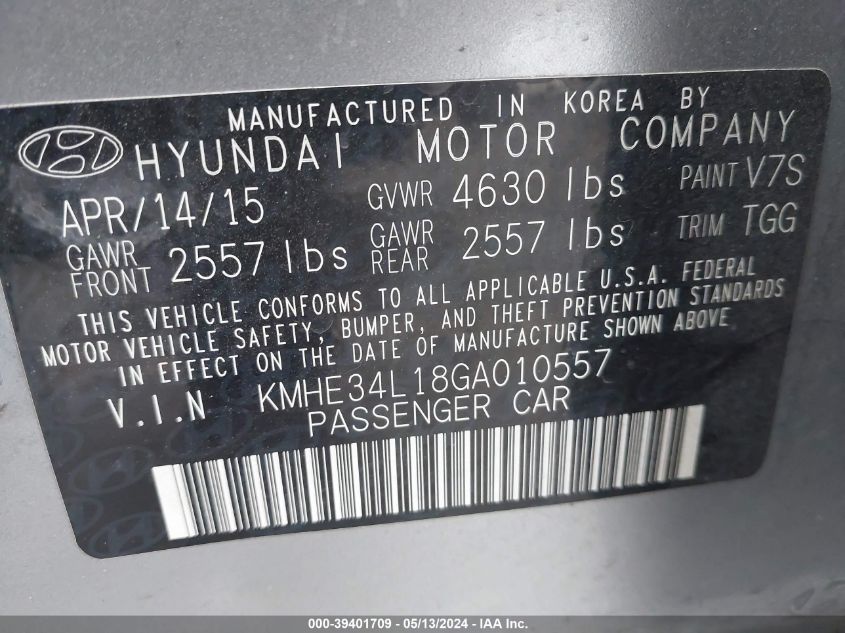 MANUFACTURED IN KOREA BY
HYUNDAI MOTOR COMPANY
APR/14/15 GVWR 4630 lbs PAINT V7S
GAWR FRONT 2557 lbs GAWR REAR 2557 lbs TRIM TGG
THIS VEHICLE CONFORMS TO ALL APPLICABLE U.S.A. FEDERAL
MOTOR VEHICLE SAFETY, BUMPER, AND THEFT PREVENTION STANDARDS
IN EFFECT ON THE DATE OF MANUFACTURE SHOWN ABOVE
V.I.N KMHE34L18GA010557
PASSENGER CAR
000-39401709 - 05/13/2024 - IAA Inc.